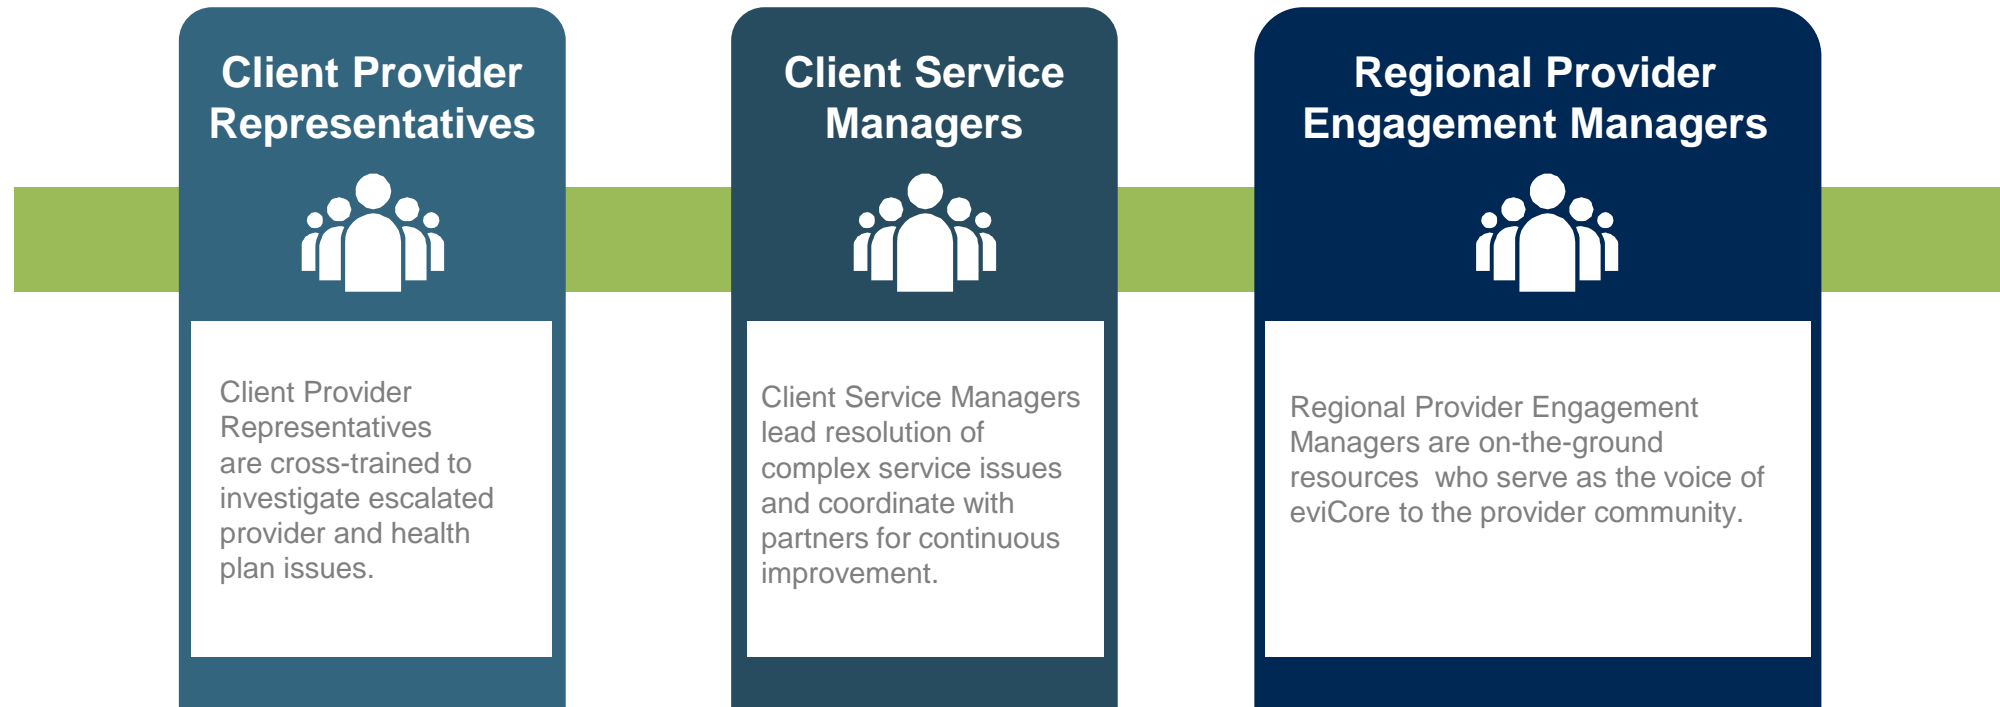 Client Provider
Representatives
Client Provider
Representatives
are cross-trained to
investigate escalated
provider and health
plan issues.
Client Service
Managers
Client Service Managers
lead resolution of
complex service issues
and coordinate with
partners for continuous
improvement.
Regional Provider
Engagement Managers
Regional Provider Engagement
Managers are on-the-ground
resources  who serve as the voice of
eviCore to the provider community.